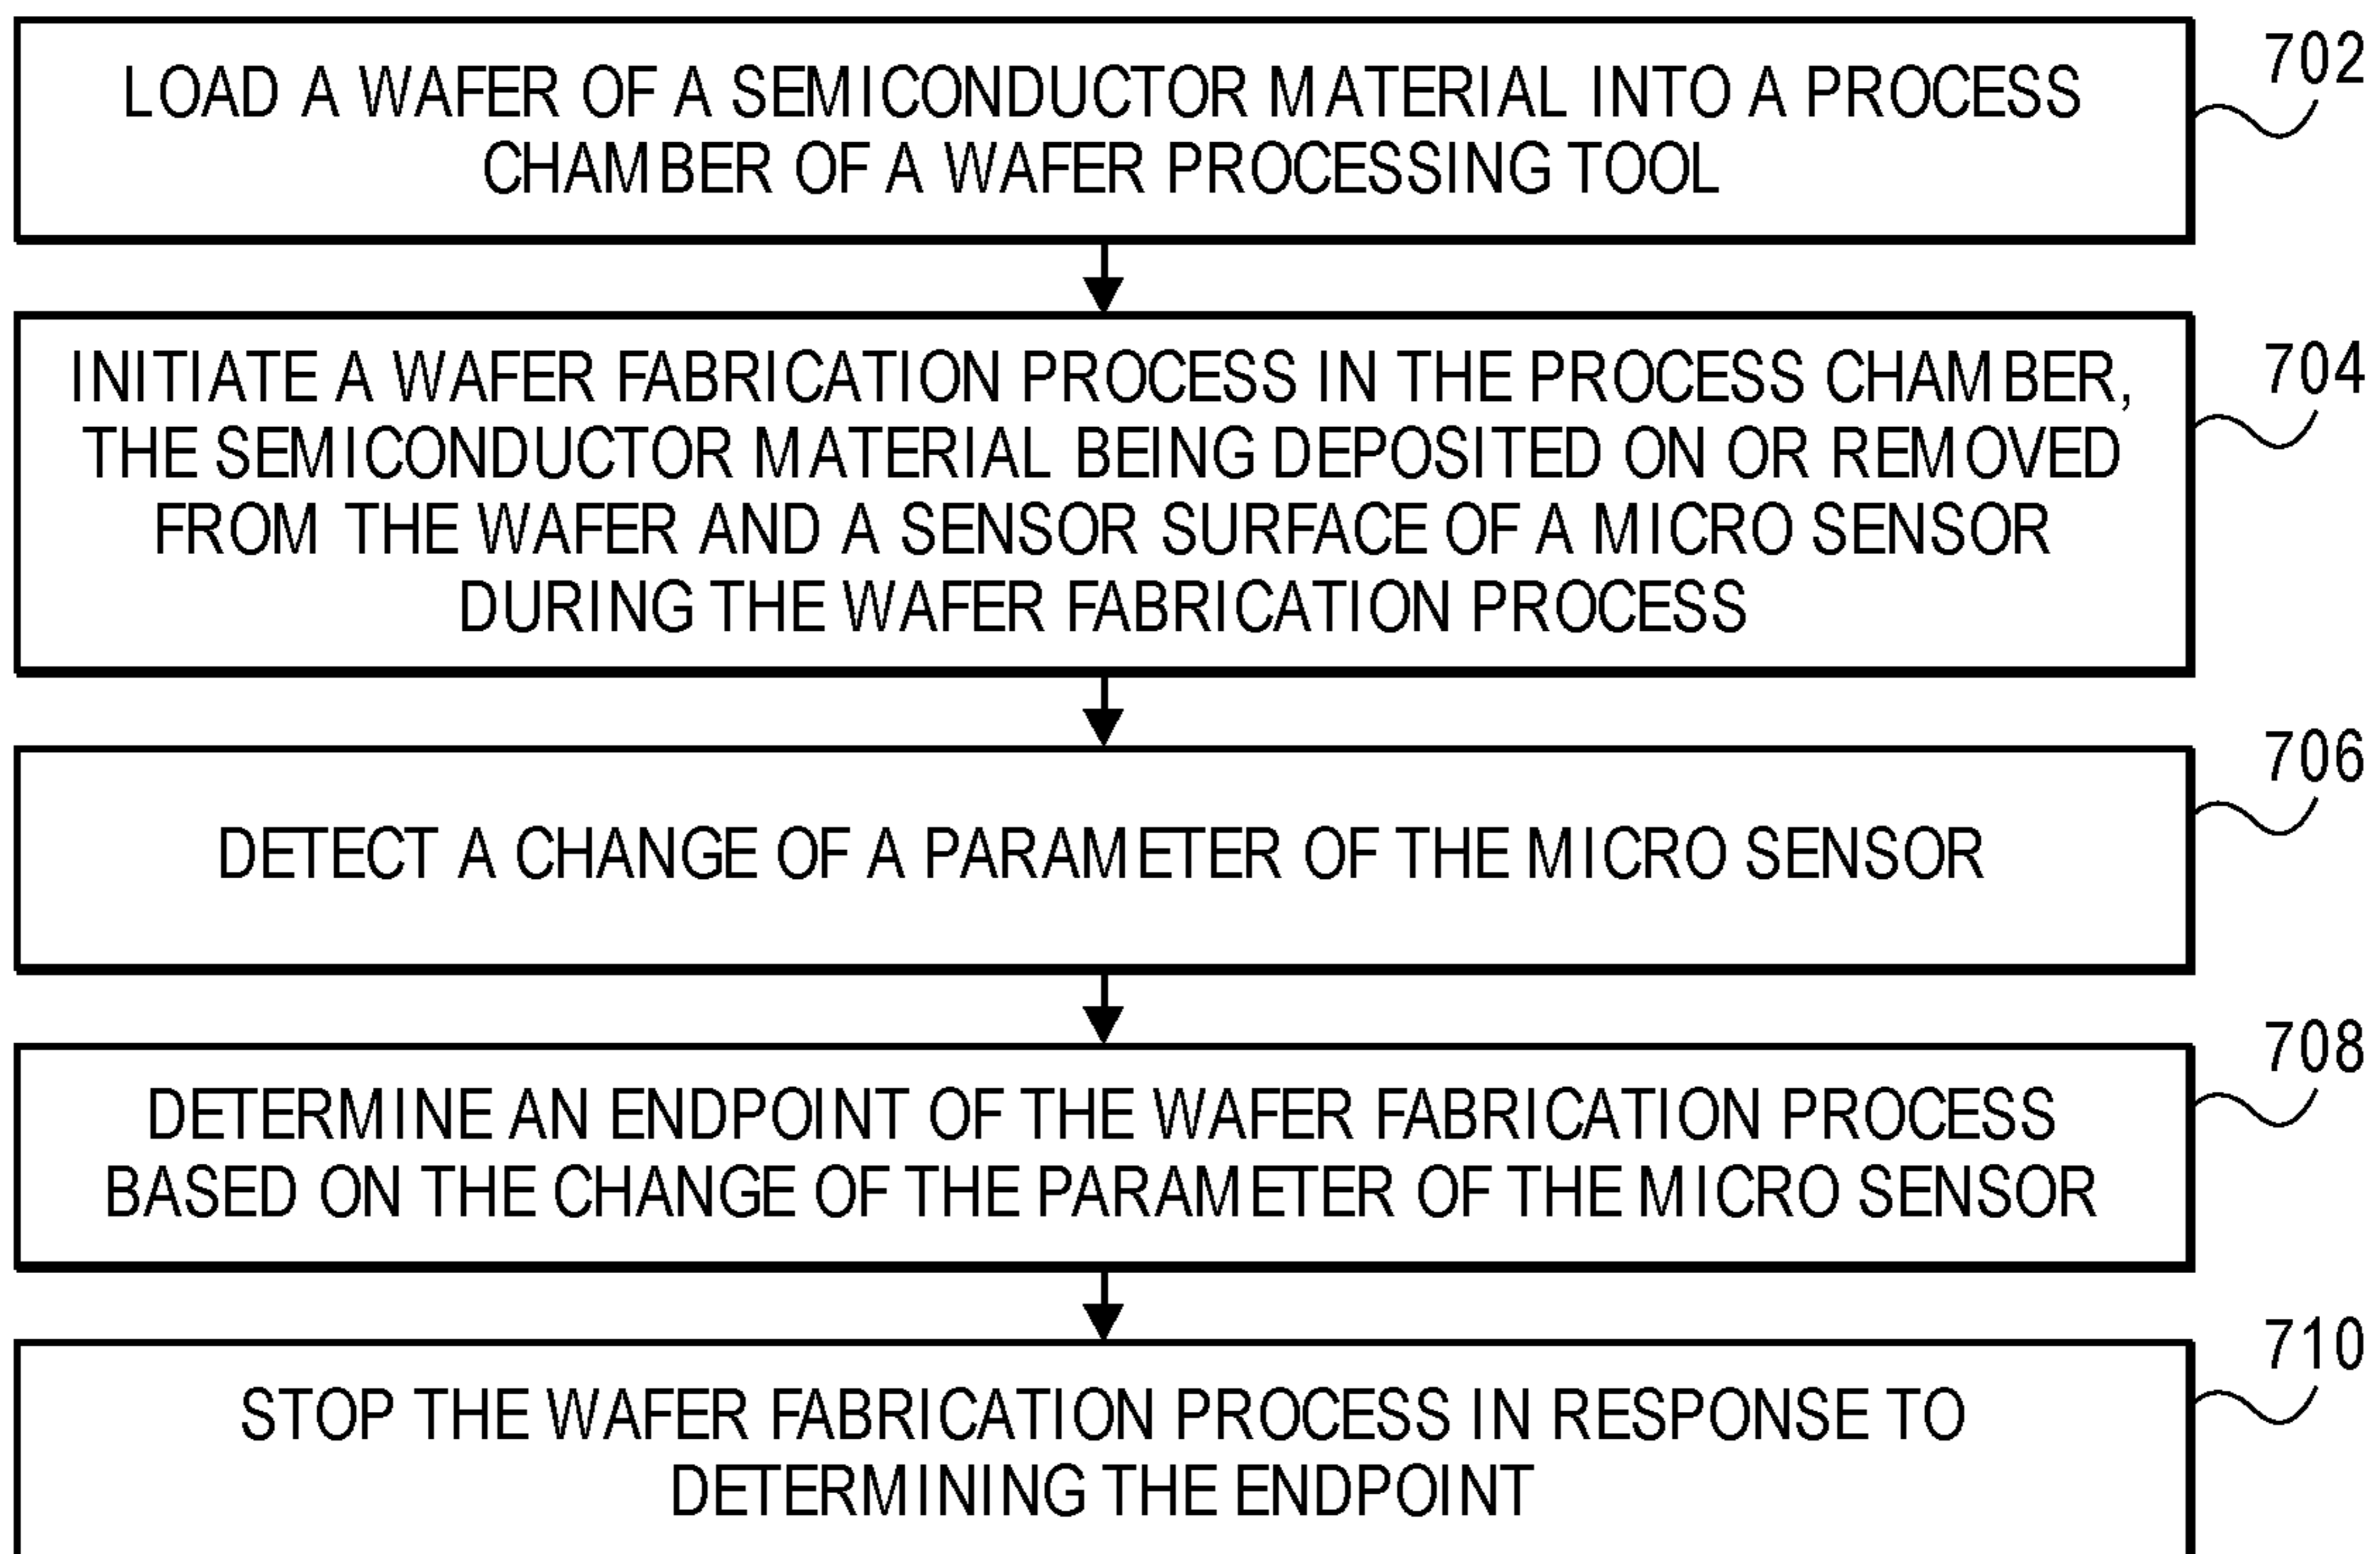 702
LOAD A WAFER OF A SEMICONDUCTOR MATERIAL INTO A PROCESS
CHAMBER OF A WAFER PROCESSING TOOL
704
INITIATE A WAFER FABRICATION PROCESS IN THE PROCESS CHAMBER,
THE SEMICONDUCTOR MATERIAL BEING DEPOSITED ON OR REMOVED
FROM THE WAFER AND A SENSOR SURFACE OF A MICRO SENSOR
DURING THE WAFER FABRICATION PROCESS
706
DETECT A CHANGE OF A PARAMETER OF THE MICRO SENSOR
708
DETERMINE AN ENDPOINT OF THE WAFER FABRICATION PROCESS
BASED ON THE CHANGE OF THE PARAMETER OF THE MICRO SENSOR
710
STOP THE WAFER FABRICATION PROCESS IN RESPONSE TO
DETERMINING THE ENDPOINT